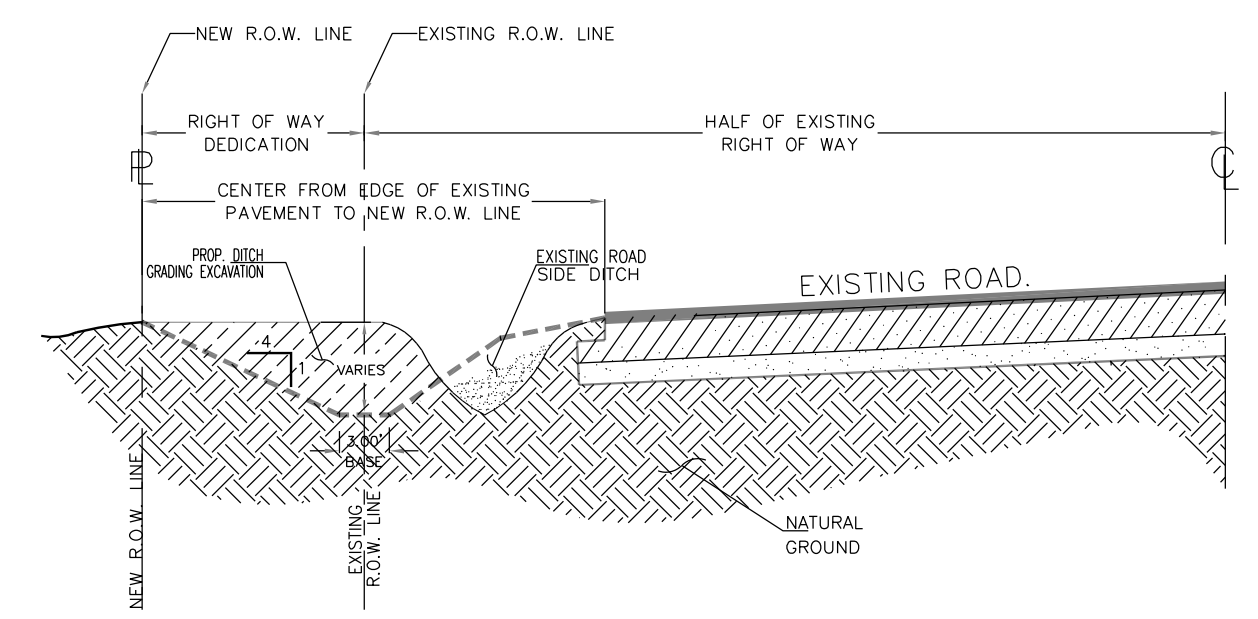 NEW R.O.W. LINE
EXISTING R.O.W. LINE
RIGHT OF WAY
DEDICATION
HALF OF EXISTING
RIGHT OF WAY
PL
CL
CENTER FROM EDGE OF EXISTING
PAVEMENT TO NEW R.O.W. LINE
PROP. DITCH
GRADING EXCAVATION
EXISTING ROAD
SIDE DITCH
EXISTING ROAD.
4
1
VARIES
3.00'
BASE
NEW R.O.W. LINE
EXISTING
R.O.W. LINE
NATURAL
GROUND